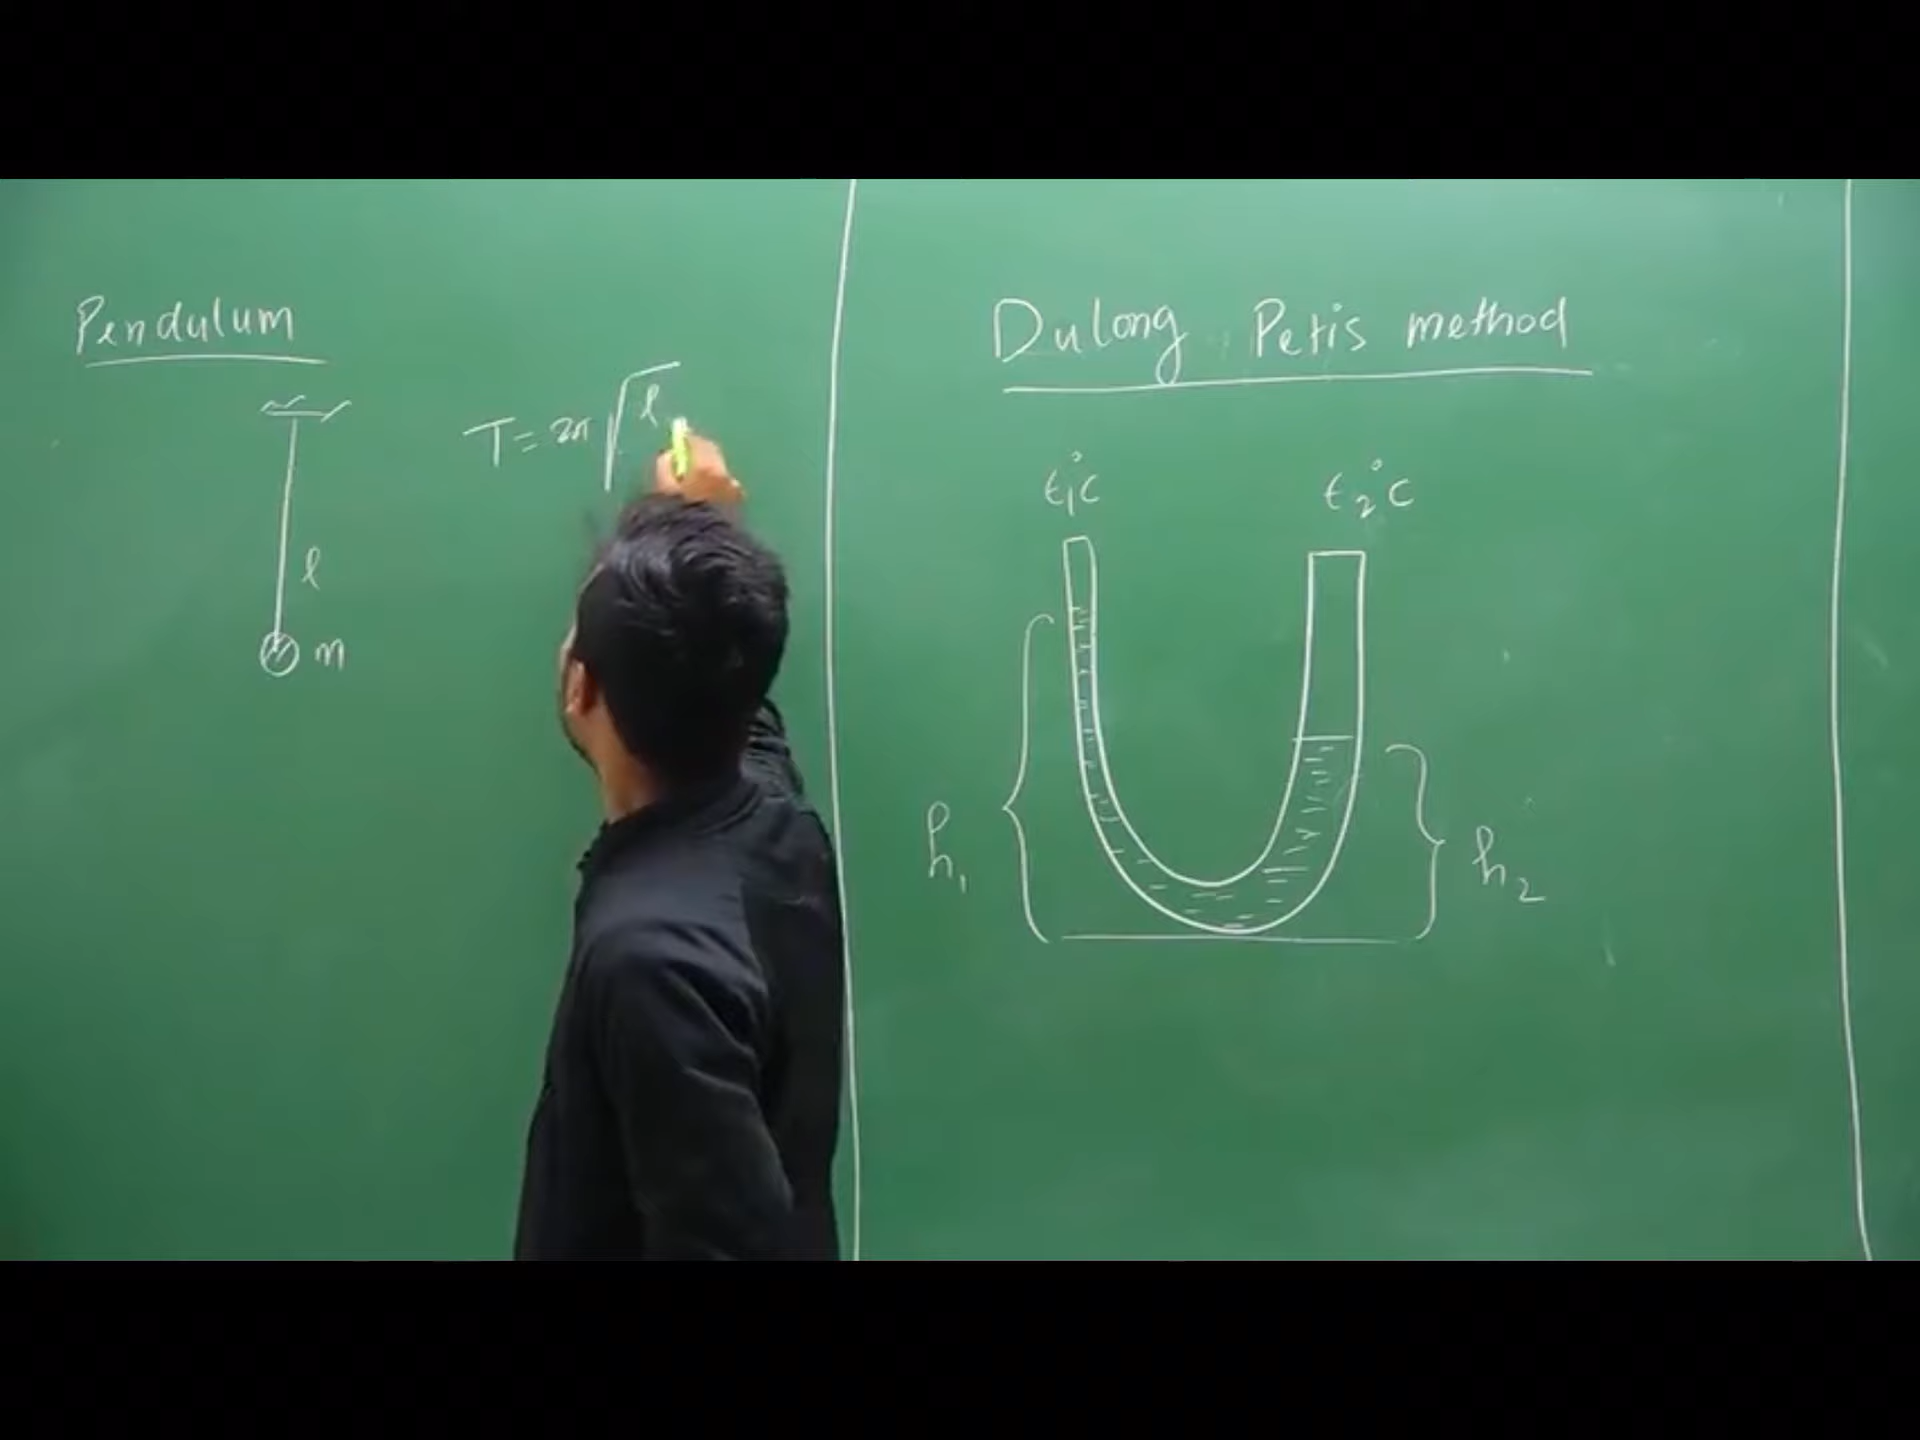 Pendulum
T = 2π √l
l
m
Dulong Petis method
t₁°c
t₂°c
h₁
h₂